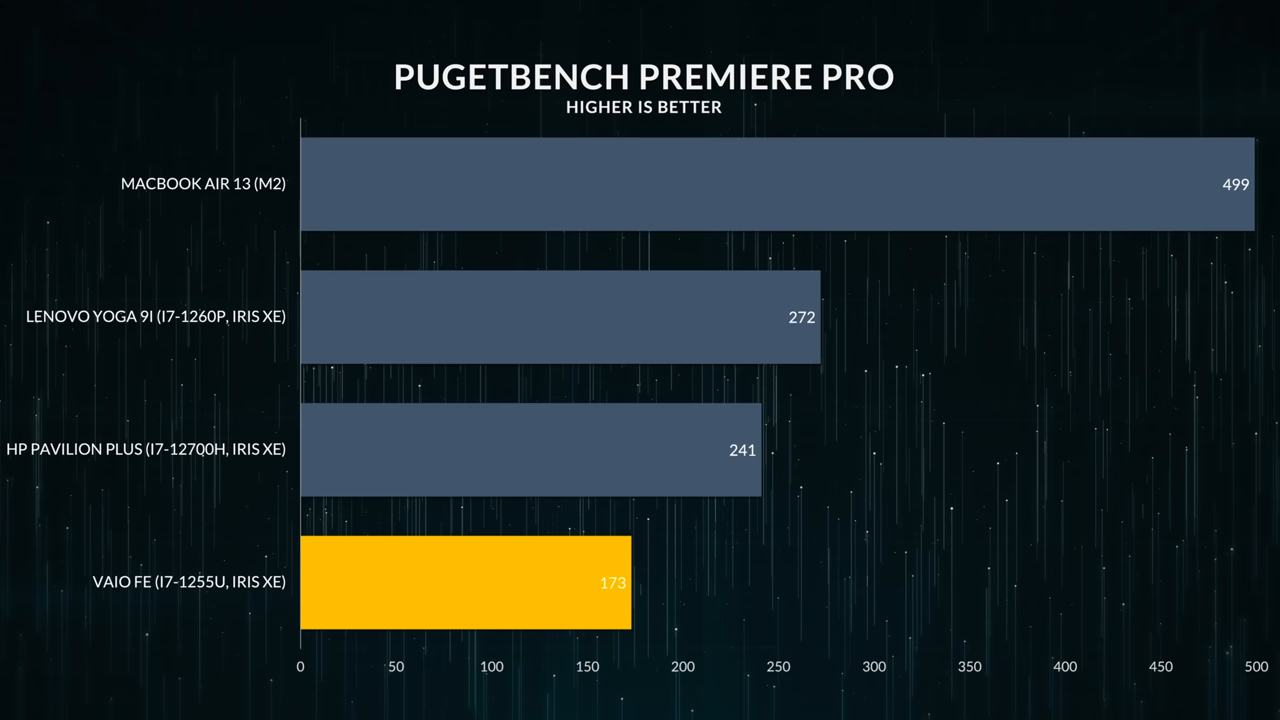 PUGETBENCH PREMIERE PRO
HIGHER IS BETTER
MACBOOK AIR 13 (M2)
499
LENOVO YOGA 9I (I7-1260P, IRIS XE)
272
HP PAVILION PLUS (I7-12700H, IRIS XE)
241
VAIO FE (I7-1255U, IRIS XE)
173
0 50 100 150 200 250 300 350 400 450 500